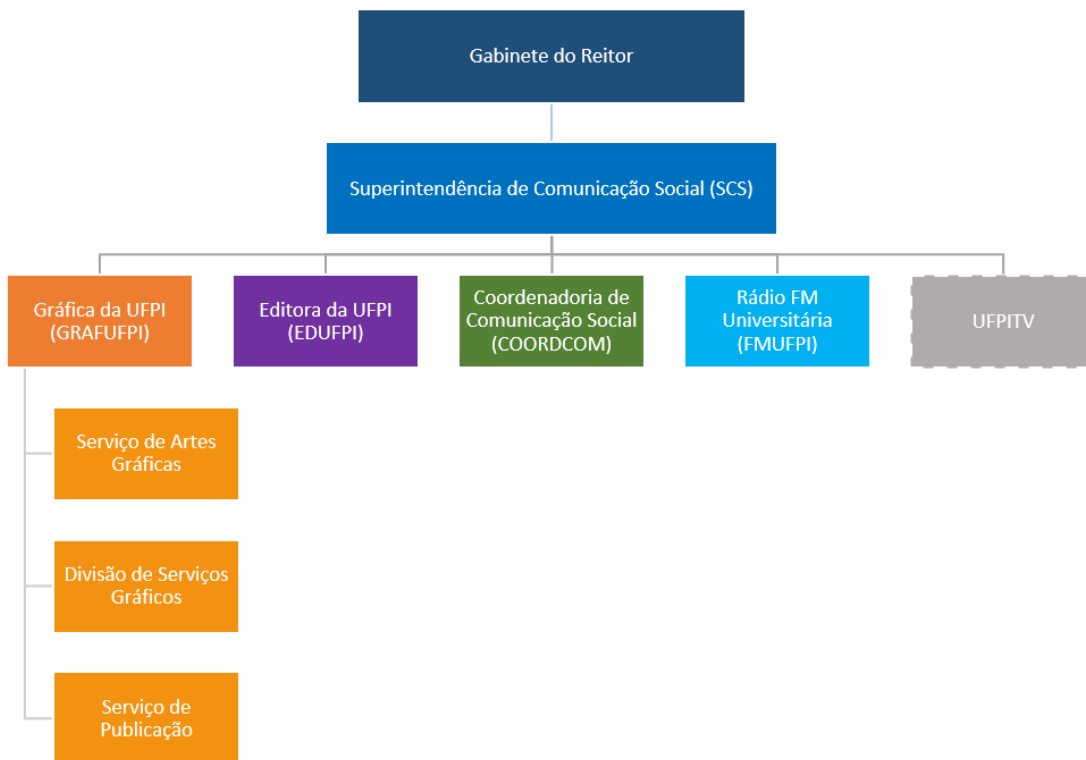 Gabinete do Reitor
Superintendência de Comunicação Social (SCS)
Gráfica da UFPI
(GRAFUFPI)
Editora da UFPI
(EDUFPI)
Coordenadoria de
Comunicação Social
(COORDCOM)
Rádio FM
Universitária
(FMUFPI)
UFPITV
Serviço de Artes
Gráficas
Divisão de Serviços
Gráficos
Serviço de
Publicação